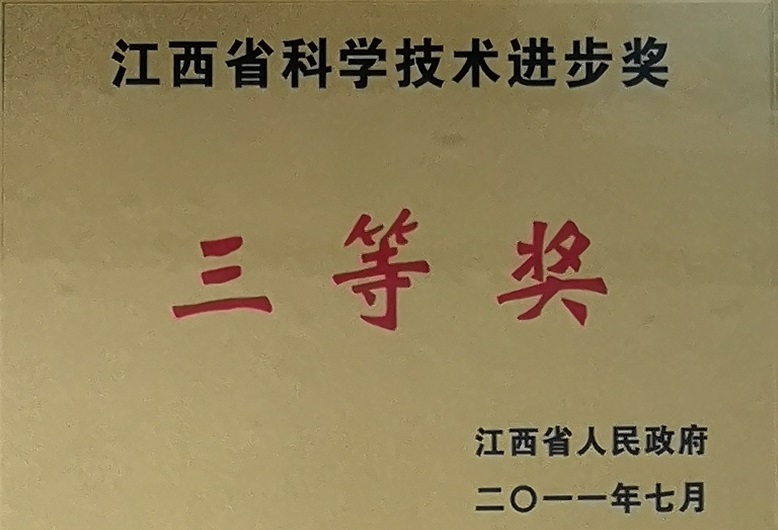 江西省科学技术进步奖
三等奖
江西省人民政府
二〇一一年七月